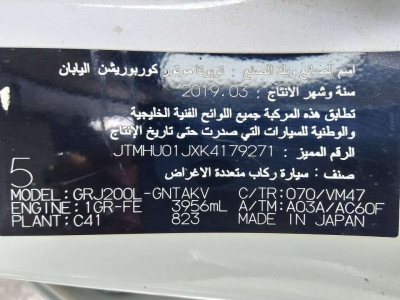 اسم الصانع وبلد الصنع : تويوتا موتور كوربوريشن اليابان
سنة وشهر الانتاج : 2019.03
تطابق هذه المركبة جميع اللوائح الفنية الخليجية
والوطنية للسيارات التي صدرت حتى تاريخ الإنتاج
الرقم المميز : JTMHU01JXK4179271
صنف : سيارة ركاب متعددة الاغراض
5
MODEL: GRJ200L-GNTAKV C/TR: 070/VM47
ENGINE: 1GR-FE 3956mL A/TM: A03A/AC60F
PLANT: C41 823 MADE IN JAPAN